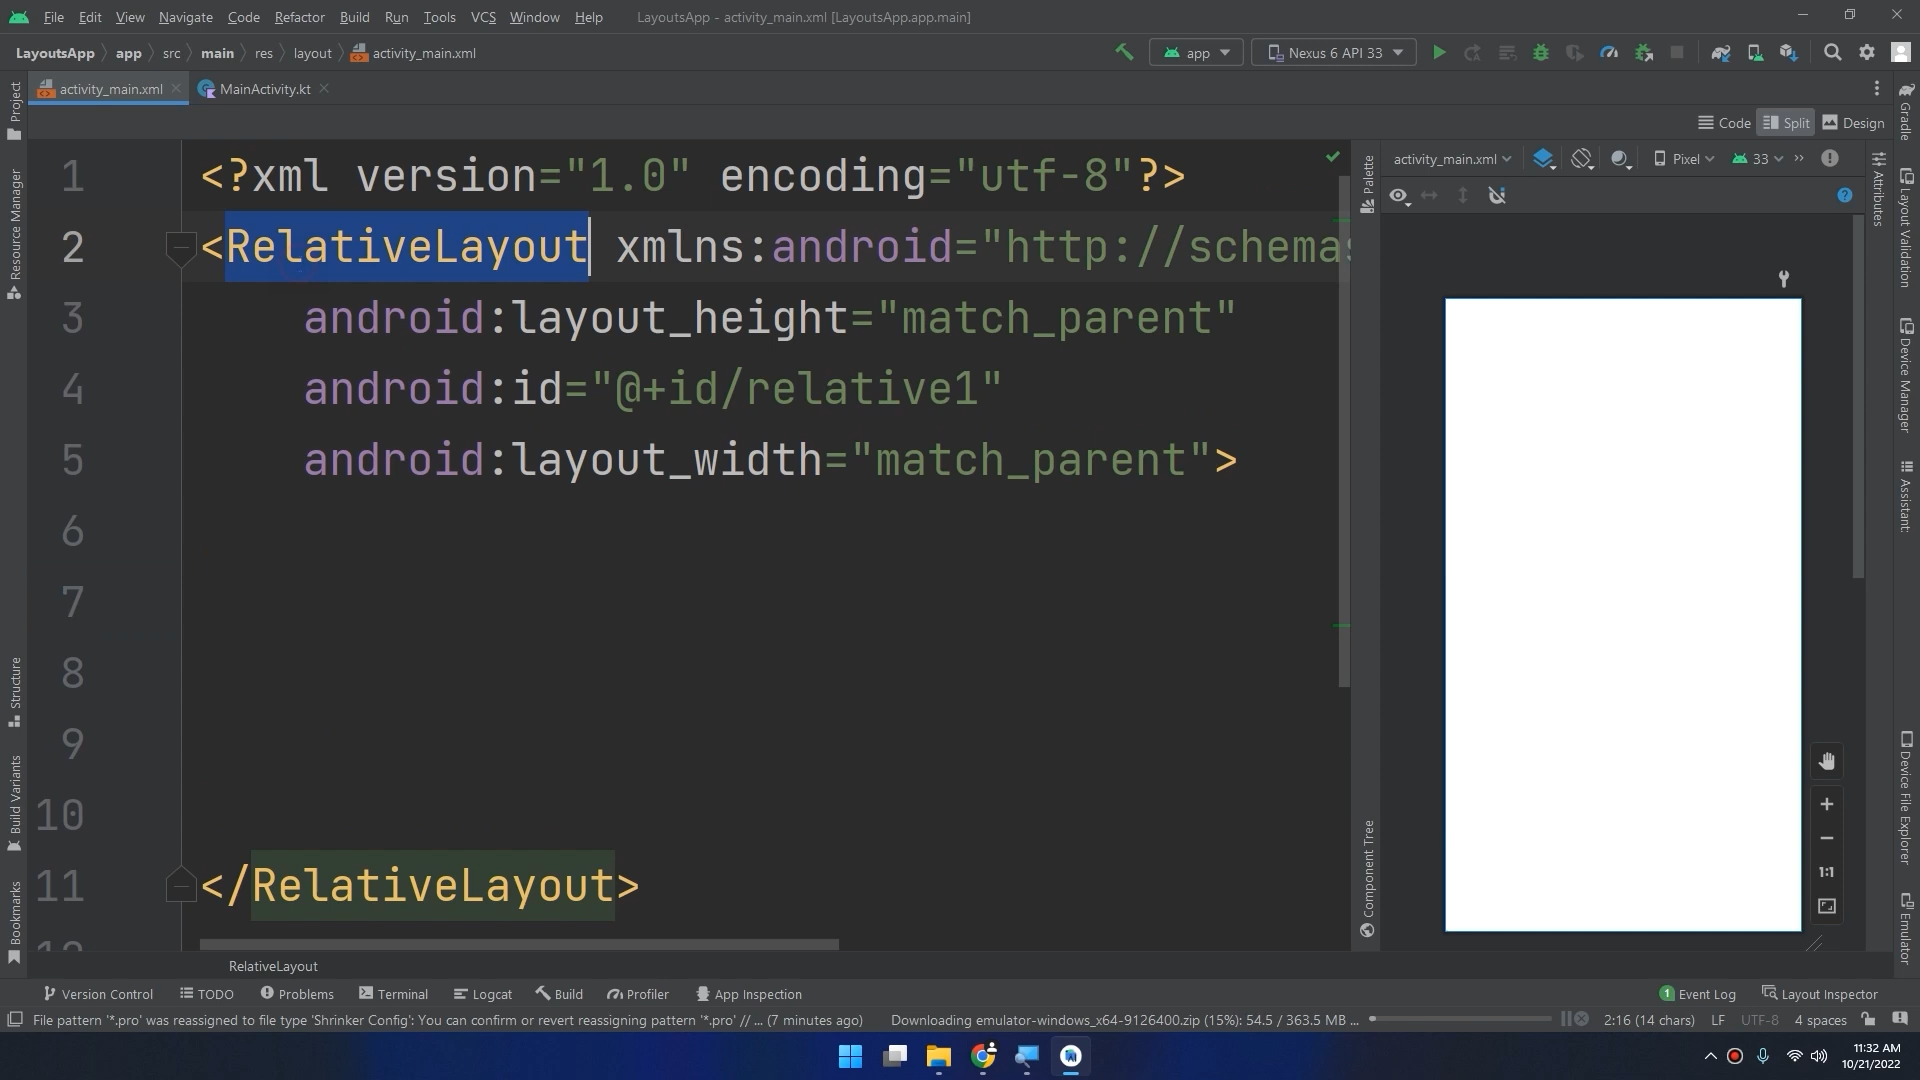 File Edit View Navigate Code Refactor Build Run Tools VCS Window Help LayoutsApp - activity_main.xml [LayoutsApp.app.main]
LayoutsApp app src main res layout activity_main.xml app Nexus 6 API 33
activity_main.xml MainActivity.kt
Code Split Design
activity_main.xml Pixel 33
1 <?xml version="1.0" encoding="utf-8"?>
2 <RelativeLayout xmlns:android="http://schemas
3 android:layout_height="match_parent"
4 android:id="@+id/relative1"
5 android:layout_width="match_parent">
6
7
8
9
10
11 </RelativeLayout>
12
RelativeLayout
Project
Resource Manager
Structure
Build Variants
Bookmarks
Palette
Component Tree
1:1
Attributes
Gradle
Layout Validation
Device Manager
Assistant:
Device File Explorer
Emulator
Version Control TODO Problems Terminal Logcat Build Profiler App Inspection 1 Event Log Layout Inspector
File pattern '*.pro' was reassigned to file type 'Shrinker Config': You can confirm or revert reassigning pattern '*.pro' // ... (7 minutes ago) Downloading emulator-windows_x64-9126400.zip (15%): 54.5 / 363.5 MB ... 2:16 (14 chars) LF UTF-8 4 spaces
11:32 AM
10/21/2022